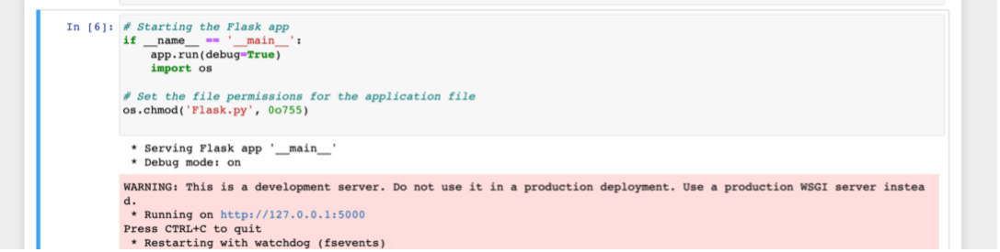 In [6]: # Starting the Flask app
if __name__ == '__main__':
    app.run(debug=True)
    import os

# Set the file permissions for the application file
os.chmod('Flask.py', 0o755)

 * Serving Flask app '__main__'
 * Debug mode: on
WARNING: This is a development server. Do not use it in a production deployment. Use a production WSGI server instea
d.
 * Running on http://127.0.0.1:5000
Press CTRL+C to quit
 * Restarting with watchdog (fsevents)